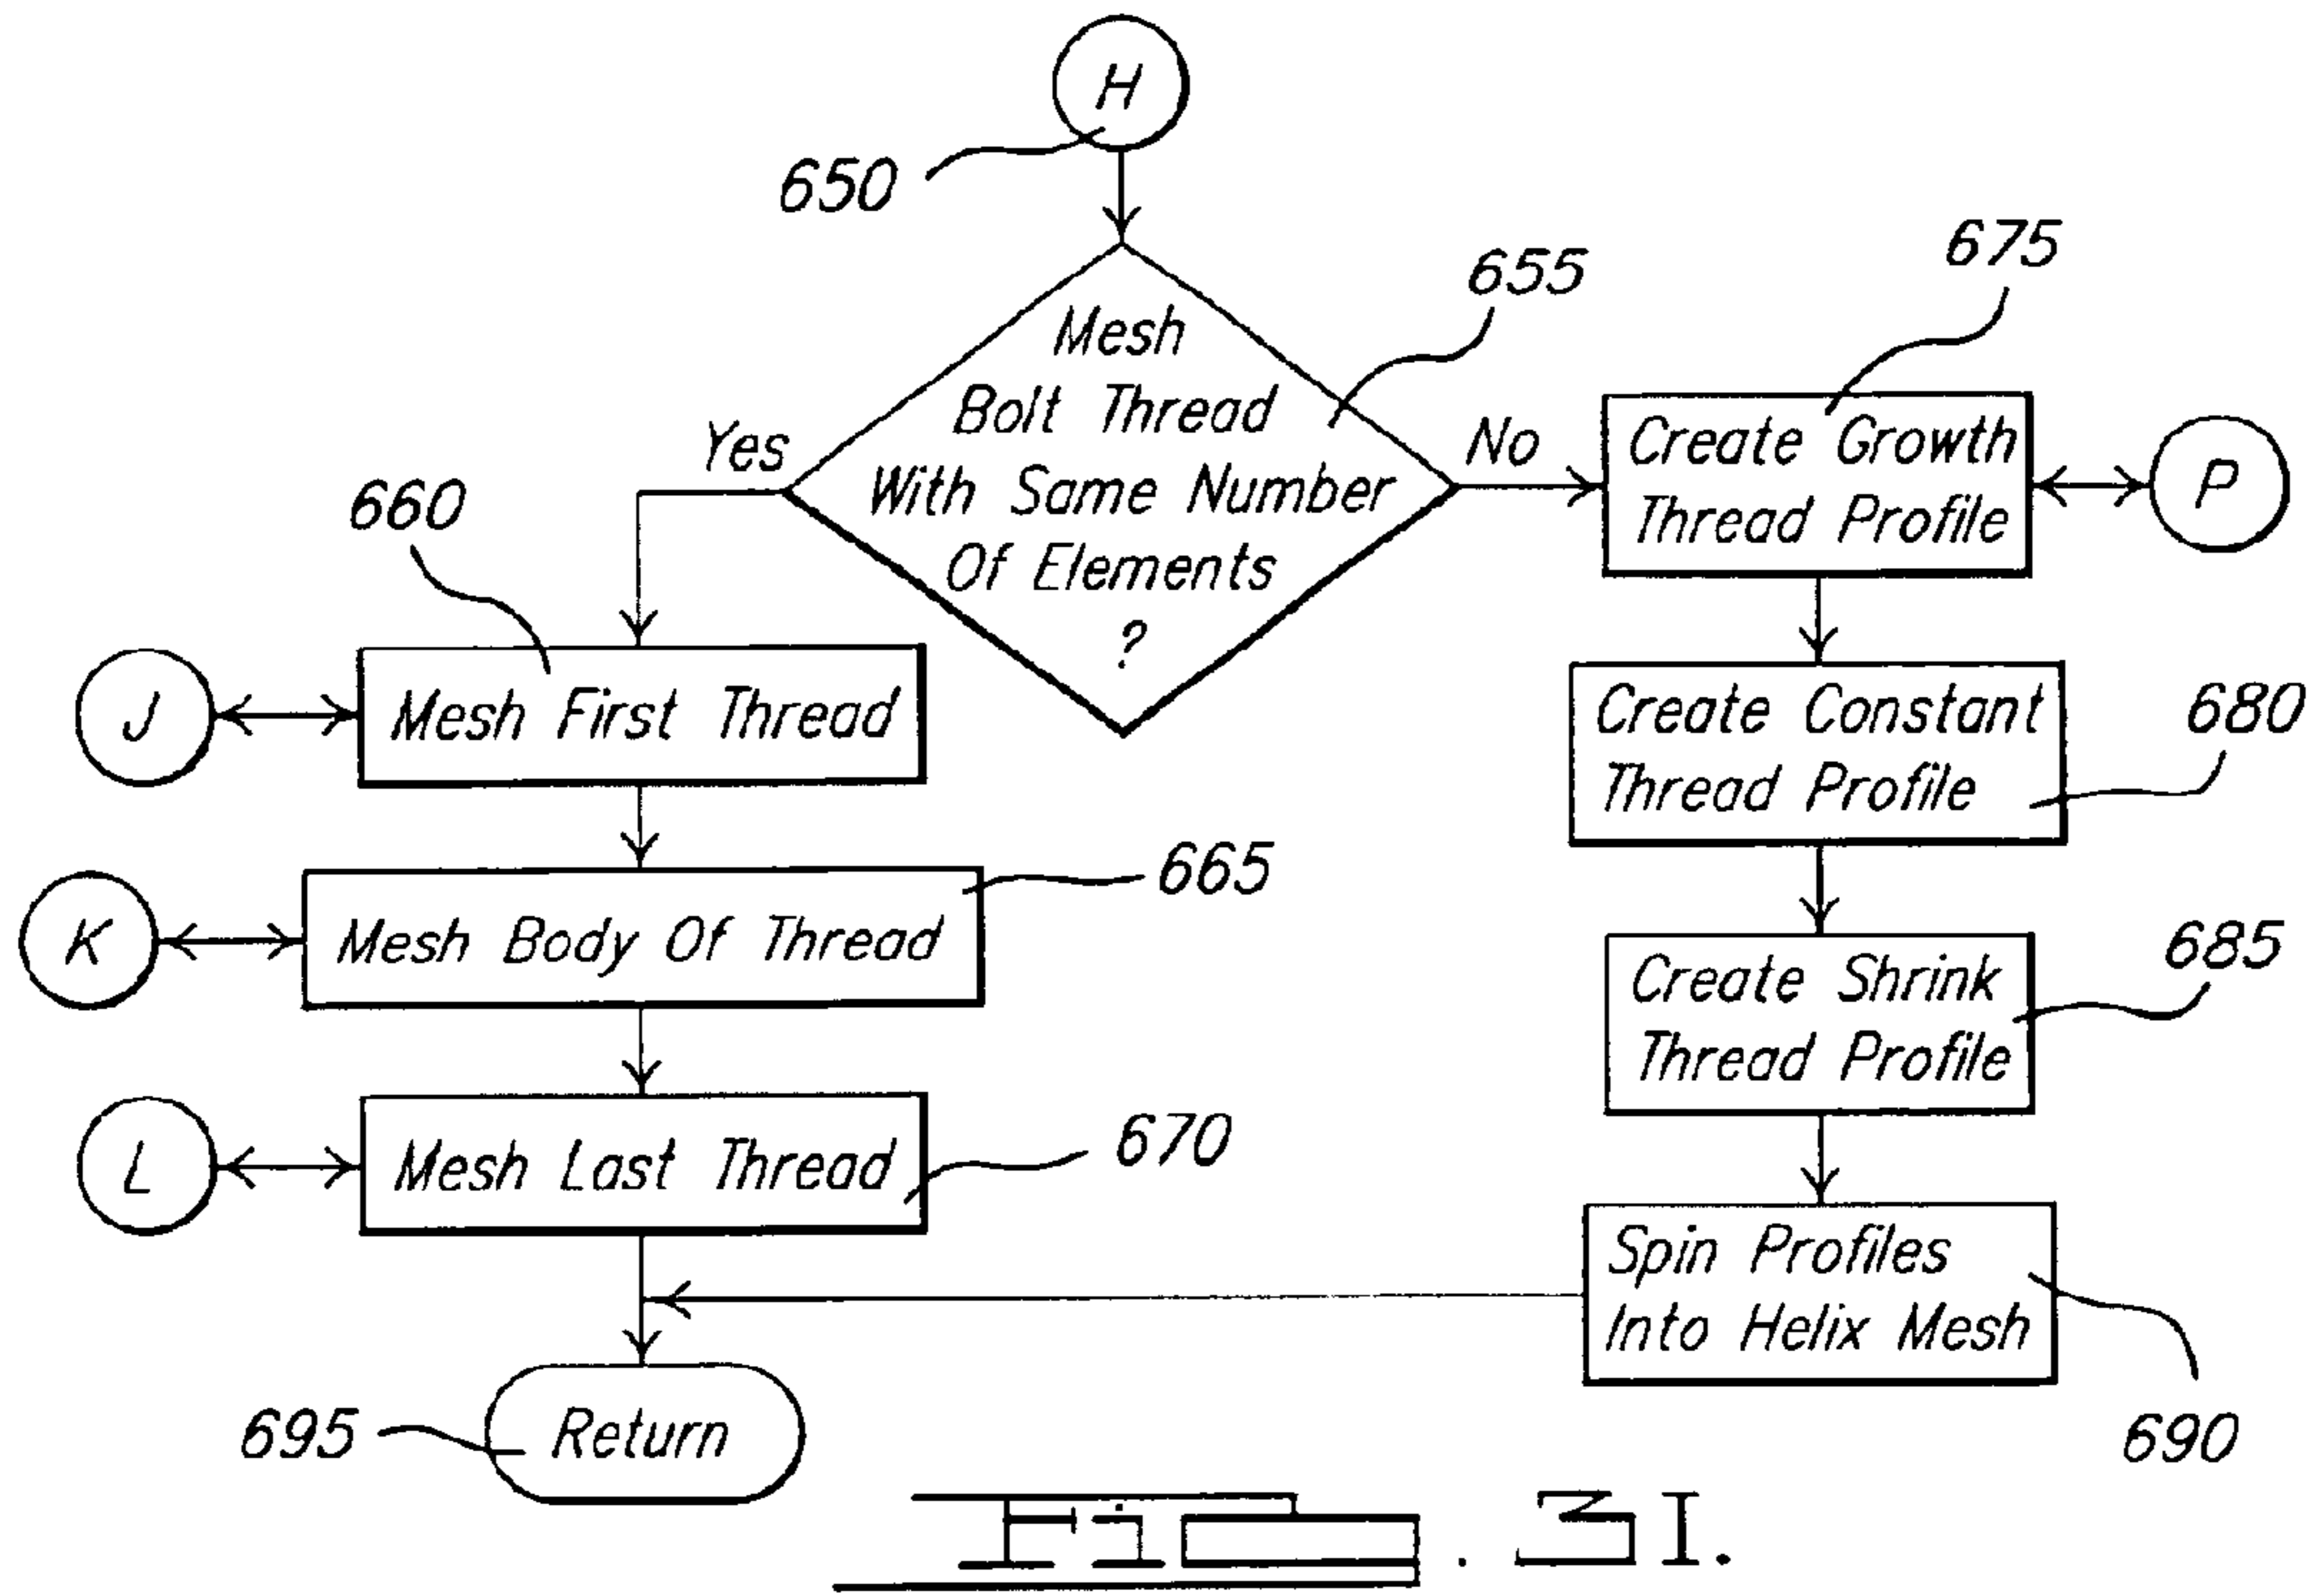 H
650
655
675
Mesh
Bolt Thread
With Same Number
Of Elements
?
Yes
No
Create Growth
Thread Profile
P
660
J
Mesh First Thread
Create Constant
Thread Profile
680
665
K
Mesh Body Of Thread
Create Shrink
Thread Profile
685
L
Mesh Last Thread
670
Spin Profiles
Into Helix Mesh
690
695
Return
Fig. 31.